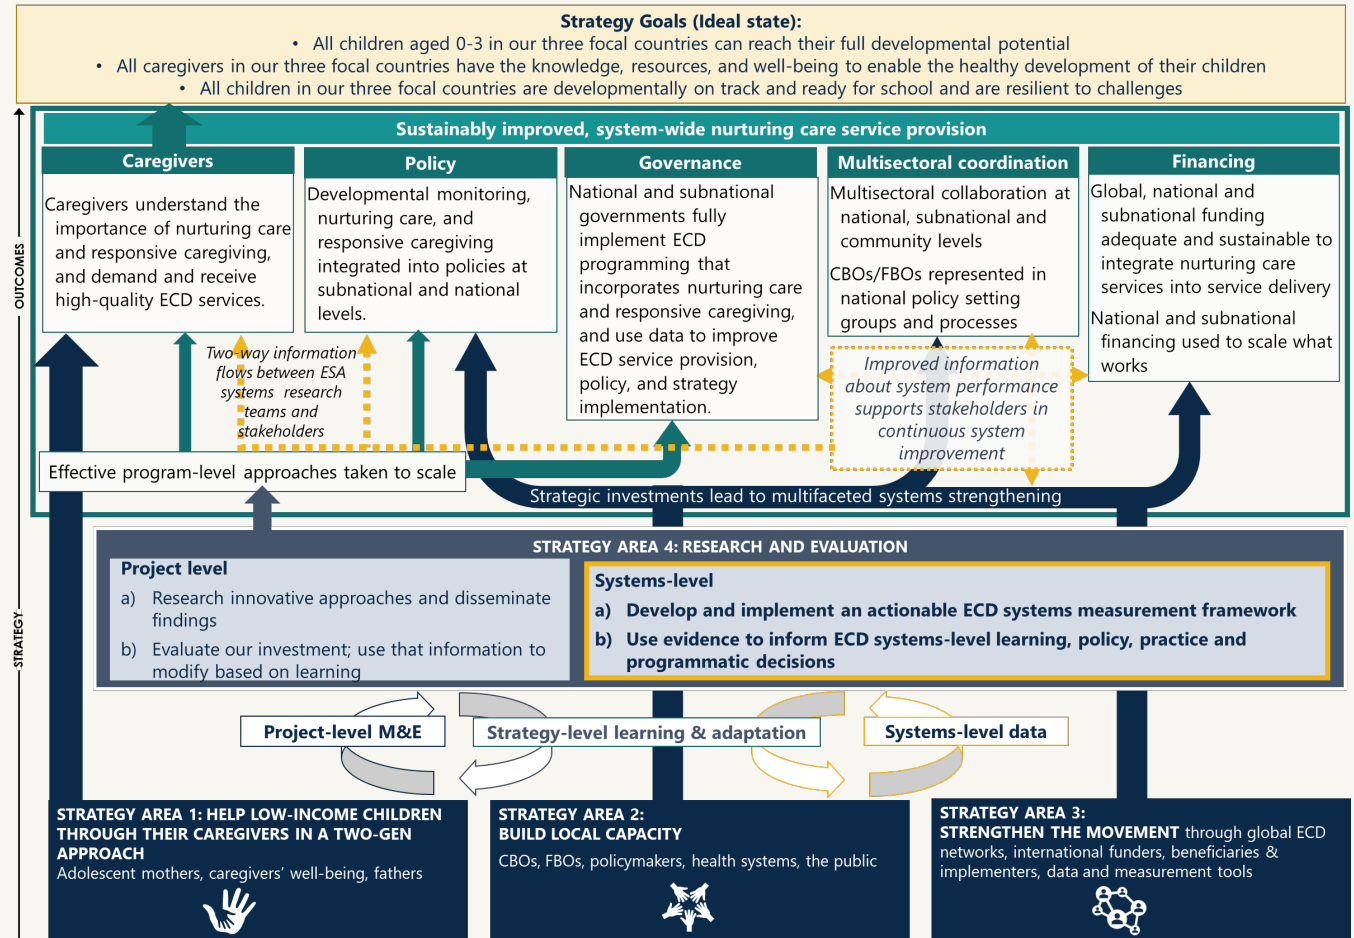 Strategy Goals (Ideal state):
• All children aged 0-3 in our three focal countries can reach their full developmental potential
• All caregivers in our three focal countries have the knowledge, resources, and well-being to enable the healthy development of their children
• All children in our three focal countries are developmentally on track and ready for school and are resilient to challenges
OUTCOMES
STRATEGY
Sustainably improved, system-wide nurturing care service provision
Caregivers
Caregivers understand the
importance of nurturing care
and responsive caregiving,
and demand and receive
high-quality ECD services.
Policy
Developmental monitoring,
nurturing care, and
responsive caregiving
integrated into policies at
subnational and national
levels.
Governance
National and subnational
governments fully
implement ECD
programming that
incorporates nurturing care
and responsive caregiving,
and use data to improve
ECD service provision,
policy, and strategy
implementation.
Multisectoral coordination
Multisectoral collaboration at
national, subnational and
community levels
CBOs/FBOs represented in
national policy setting
groups and processes
Financing
Global, national and
subnational funding
adequate and sustainable to
integrate nurturing care
services into service delivery
National and subnational
financing used to scale what
works
Two-way information
flows between ESA
systems research
teams and
stakeholders
Improved information
about system performance
supports stakeholders in
continuous system
improvement
Effective program-level approaches taken to scale
Strategic investments lead to multifaceted systems strengthening
STRATEGY AREA 4: RESEARCH AND EVALUATION
Project level
a) Research innovative approaches and disseminate
findings
b) Evaluate our investment; use that information to
modify based on learning
Systems-level
a) Develop and implement an actionable ECD systems measurement framework
b) Use evidence to inform ECD systems-level learning, policy, practice and
programmatic decisions
Project-level M&E
Strategy-level learning & adaptation
Systems-level data
STRATEGY AREA 1: HELP LOW-INCOME CHILDREN
THROUGH THEIR CAREGIVERS IN A TWO-GEN
APPROACH
Adolescent mothers, caregivers' well-being, fathers
STRATEGY AREA 2:
BUILD LOCAL CAPACITY
CBOs, FBOs, policymakers, health systems, the public
STRATEGY AREA 3:
STRENGTHEN THE MOVEMENT through global ECD
networks, international funders, beneficiaries &
implementers, data and measurement tools